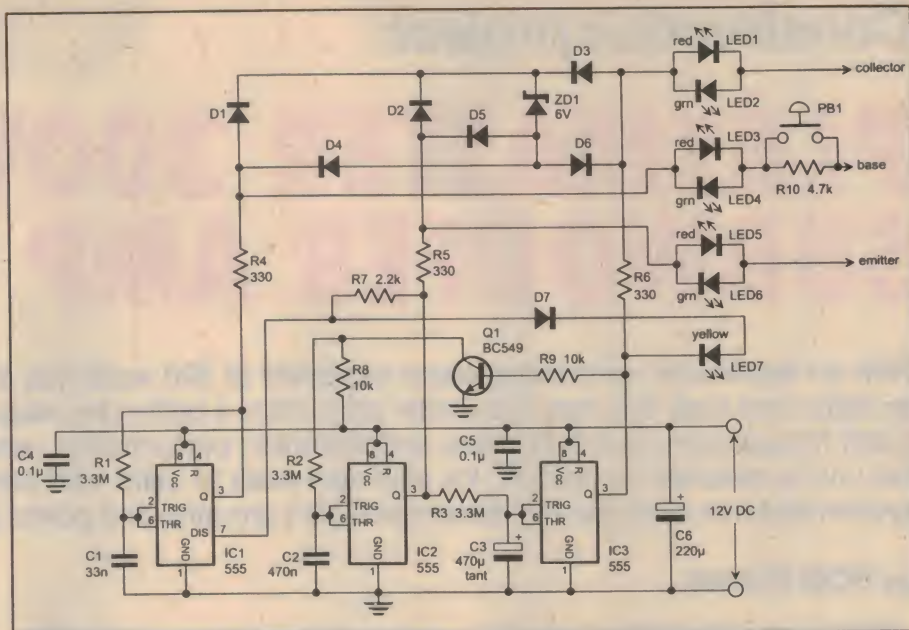 D3
red
LED1
collector
D1
D2
ZD1
6V
D5
grn
LED2
PB1
D4
D6
red
LED3
base
grn
LED4
R10 4.7k
R4
330
R5
330
R6
330
red
LED5
emitter
grn
LED6
R7 2.2k
D7
Q1
BC549
yellow
R8
10k
R9 10k
LED7
C4
0.1µ
R1
3.3M
R2
3.3M
C5
0.1µ
8 4
Vcc R
2
TRIG
6
THR
Q 3
DIS 7
GND
1
IC1
555
8 4
Vcc R
2
TRIG
6
THR
Q 3
GND
1
IC2
555
R3 3.3M
8 4
Vcc R
2
TRIG
6
THR
Q 3
GND
1
IC3
555
C1
33n
C2
470n
C3
470µ
tant
+
C6
220µ
+
12V DC